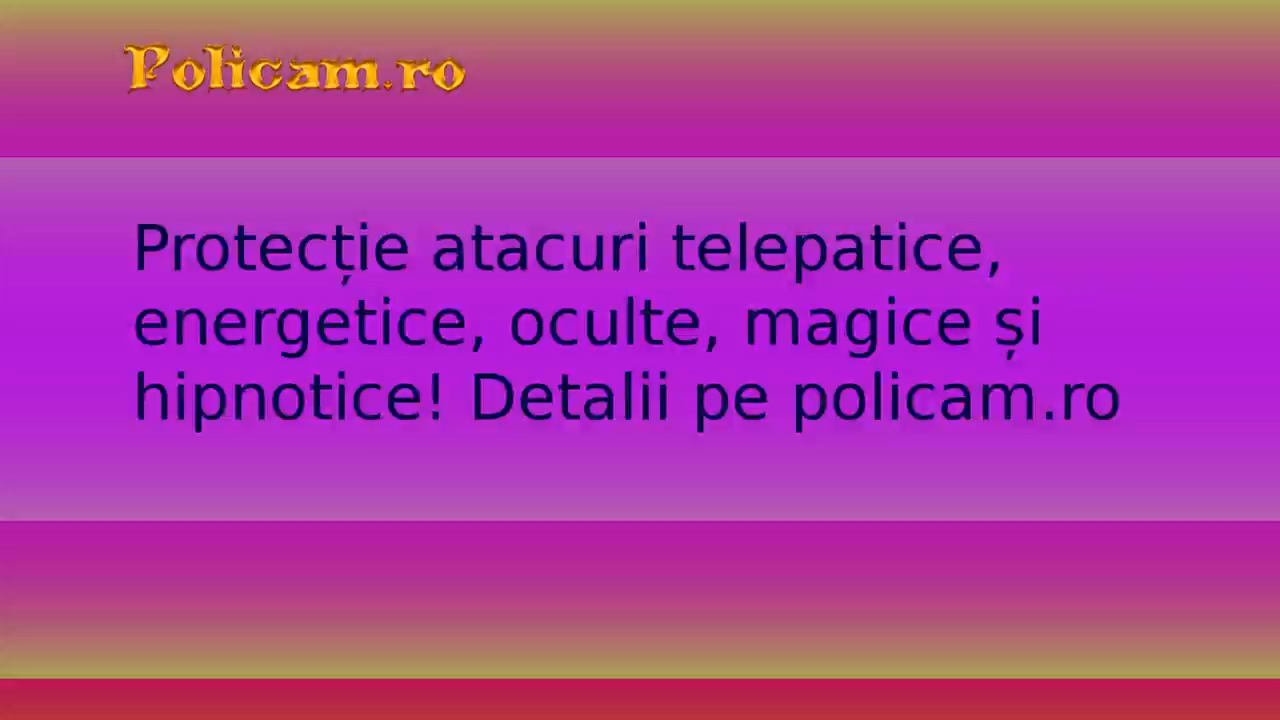 Policam.ro
Protecție atacuri telepatice,
energetice, oculte, magice și
hipnotice! Detalii pe policam.ro